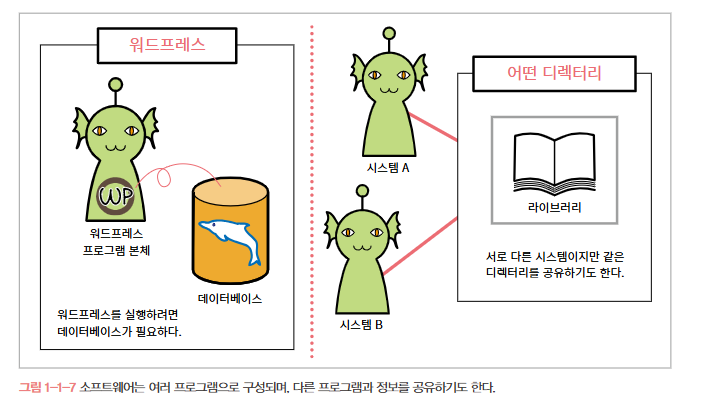 워드프레스
WP
워드프레스
프로그램 본체
데이터베이스
워드프레스를 실행하려면
데이터베이스가 필요하다.
시스템 A
시스템 B
어떤 디렉터리
라이브러리
서로 다른 시스템이지만 같은
디렉터리를 공유하기도 한다.
그림 1-1-7 소프트웨어는 여러 프로그램으로 구성되며, 다른 프로그램과 정보를 공유하기도 한다.